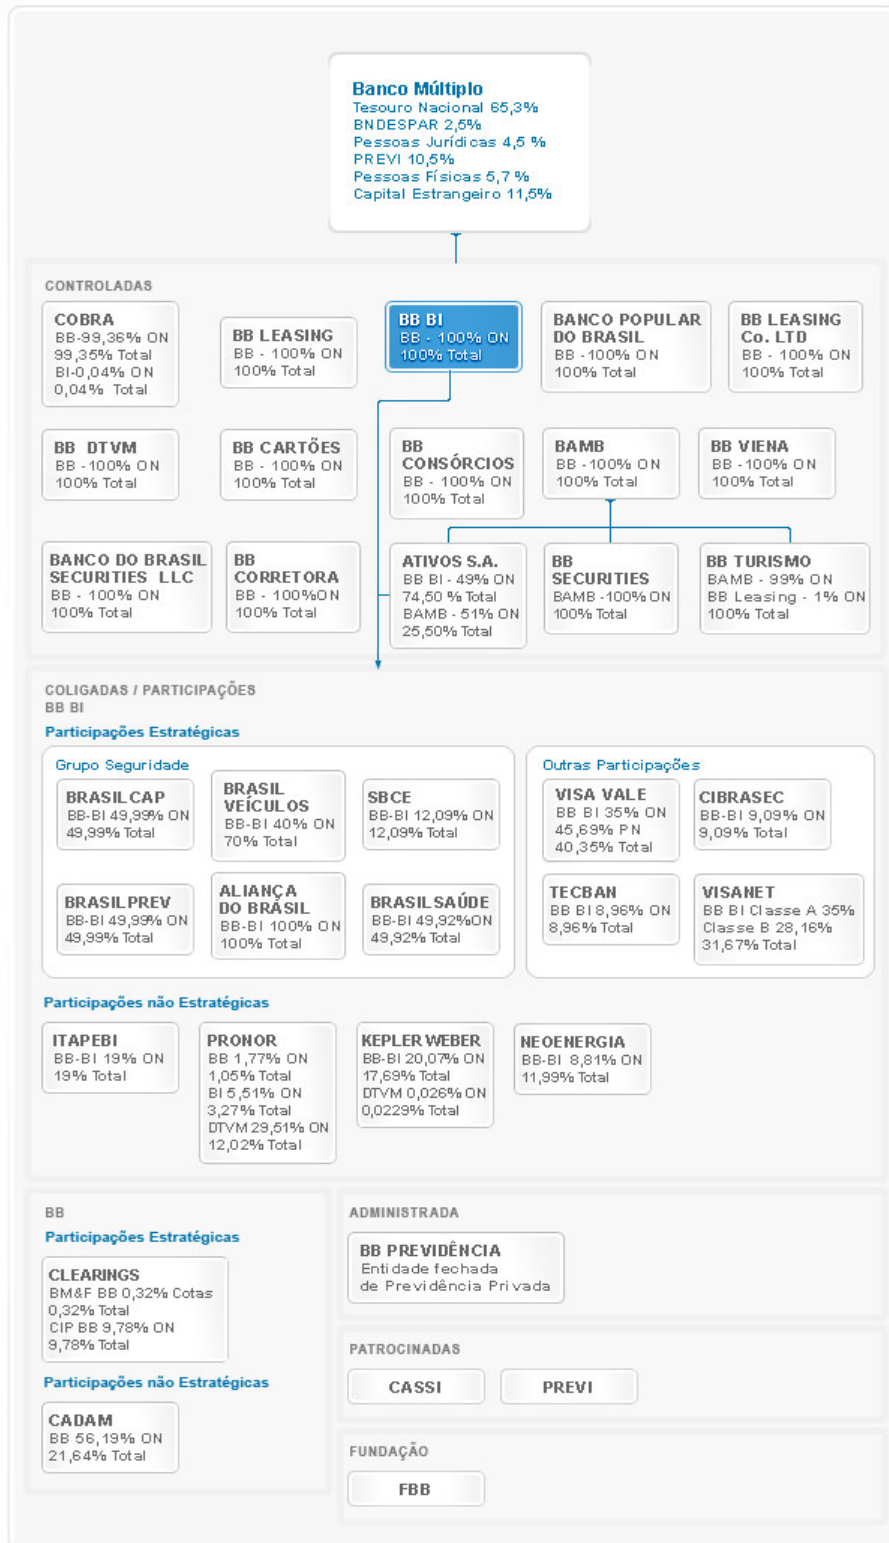 Banco Múltiplo
Tesouro Nacional 65,3%
BNDESPAR 2,5%
Pessoas Jurídicas 4,5 %
PREVI 10,5%
Pessoas Físicas 5,7 %
Capital Estrangeiro 11,5%
CONTROLADAS
COBRA
BB-99,36% ON
99,35% Total
BI-0,04% ON
0,04% Total
BB LEASING
BB - 100% ON
100% Total
BB BI
BB - 100% ON
100% Total
BANCO POPULAR
DO BRASIL
BB -100% ON
100% Total
BB LEASING
Co. LTD
BB - 100% ON
100% Total
BB DTVM
BB -100% ON
100% Total
BB CARTÕES
BB - 100% ON
100% Total
BB
CONSÓRCIOS
BB - 100% ON
100% Total
BAMB
BB -100% ON
100% Total
BB VIENA
BB -100% ON
100% Total
BANCO DO BRASIL
SECURITIES LLC
BB - 100% ON
100% Total
BB
CORRETORA
BB - 100%ON
100% Total
ATIVOS S.A.
BB BI - 49% ON
74,50 % Total
BAMB - 51% ON
25,50% Total
BB
SECURITIES
BAMB -100% ON
100% Total
BB TURISMO
BAMB - 99% ON
BB Leasing - 1% ON
100% Total
COLIGADAS / PARTICIPAÇÕES
BB BI
Participações Estratégicas
Grupo Seguridade
BRASILCAP
BB-BI 49,99% ON
49,99% Total
BRASIL
VEÍCULOS
BB-BI 40% ON
70% Total
SBCE
BB-BI 12,09% ON
12,09% Total
BRASILPREV
BB-BI 49,99% ON
49,99% Total
ALIANÇA
DO BRASIL
BB-BI 100% ON
100% Total
BRASILSAÚDE
BB-BI 49,92%ON
49,92% Total
Outras Participações
VISA VALE
BB BI 35% ON
45,69% PN
40,35% Total
CIBRASEC
BB-BI 9,09% ON
9,09% Total
TECBAN
BB BI 8,96% ON
8,96% Total
VISANET
BB BI Classe A 35%
Classe B 28,16%
31,67% Total
Participações não Estratégicas
ITAPEBI
BB-BI 19% ON
19% Total
PRONOR
BB 1,77% ON
1,05% Total
BI 5,51% ON
3,27% Total
DTVM 29,51% ON
12,02% Total
KEPLER WEBER
BB-BI 20,07% ON
17,69% Total
DTVM 0,026% ON
0,0229% Total
NEOENERGIA
BB-BI 8,81% ON
11,99% Total
BB
Participações Estratégicas
CLEARINGS
BM&F BB 0,32% Cotas
0,32% Total
CIP BB 9,78% ON
9,78% Total
Participações não Estratégicas
CADAM
BB 56,19% ON
21,64% Total
ADMINISTRADA
BB PREVIDÊNCIA
Entidade fechada
de Previdência Privada
PATROCINADAS
CASSI
PREVI
FUNDAÇÃO
FBB